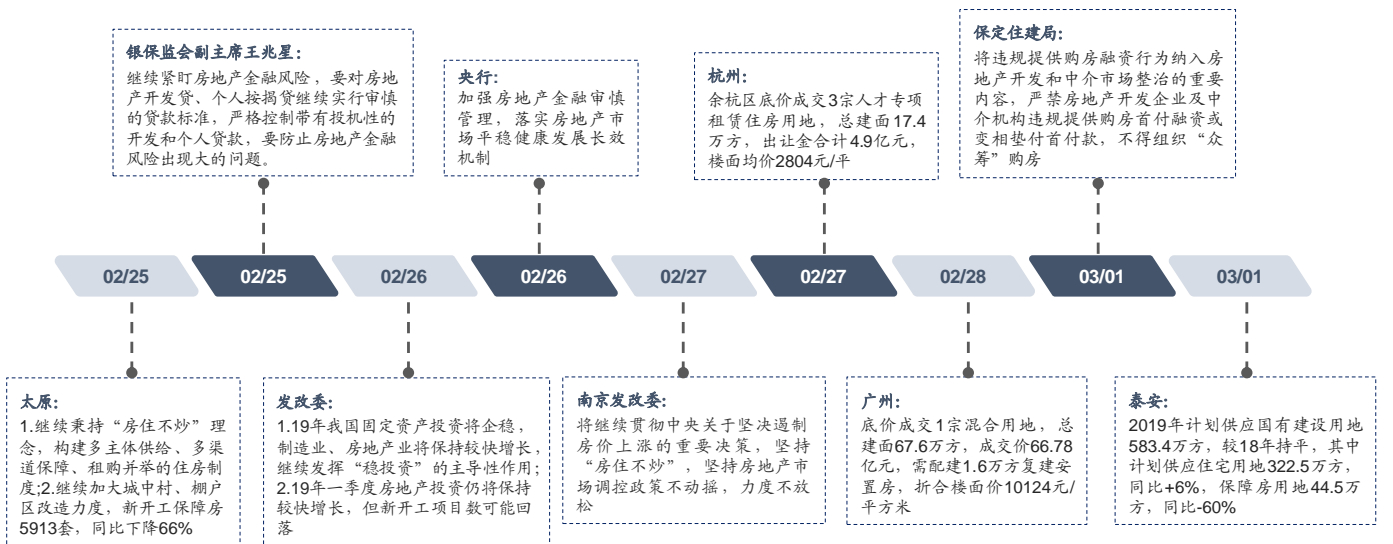 银保监会副主席王兆星：
继续紧盯房地产金融风险，要对房地
产开发贷、个人按揭贷继续实行审慎
的贷款标准，严格控制带有投机性的
开发和个人贷款，要防止房地产金融
风险出现大的问题。
央行：
加强房地产金融审慎
管理，落实房地产市
场平稳健康发展长效
机制
杭州：
余杭区底价成交3宗人才专项
租赁住房用地，总建面17.4
万方，出让金合计4.9亿元，
楼面均价2804元/平
保定住建局：
将违规提供购房融资行为纳入房
地产开发和中介市场整治的重要
内容，严禁房地产开发企业及中
介机构违规提供购房首付融资或
变相垫付首付款，不得组织“众
筹”购房
02/25
02/25
02/26
02/26
02/27
02/27
02/28
03/01
03/01
太原：
1.继续秉持“房住不炒”理
念，构建多主体供给、多渠
道保障、租购并举的住房制
度;2.继续加大城中村、棚户
区改造力度，新开工保障房
5913套，同比下降66%
发改委：
1.19年我国固定资产投资将企稳，
制造业、房地产业将保持较快增长，
继续发挥“稳投资”的主导性作用；
2.19年一季度房地产投资仍将保持
较快增长，但新开工项目数可能回
落
南京发改委：
将继续贯彻中央关于坚决遏制
房价上涨的重要决策，坚持
“房住不炒”，坚持房地产市
场调控政策不动摇，力度不放
松
广州：
底价成交1宗混合用地，总
建面67.6万方，成交价66.78
亿元，需配建1.6万方复建安
置房，折合楼面价10124元/
平方米
泰安：
2019年计划供应国有建设用地
583.4万方，较18年持平，其中
计划供应住宅用地322.5万方，
同比+6%，保障房用地44.5万
方，同比-60%